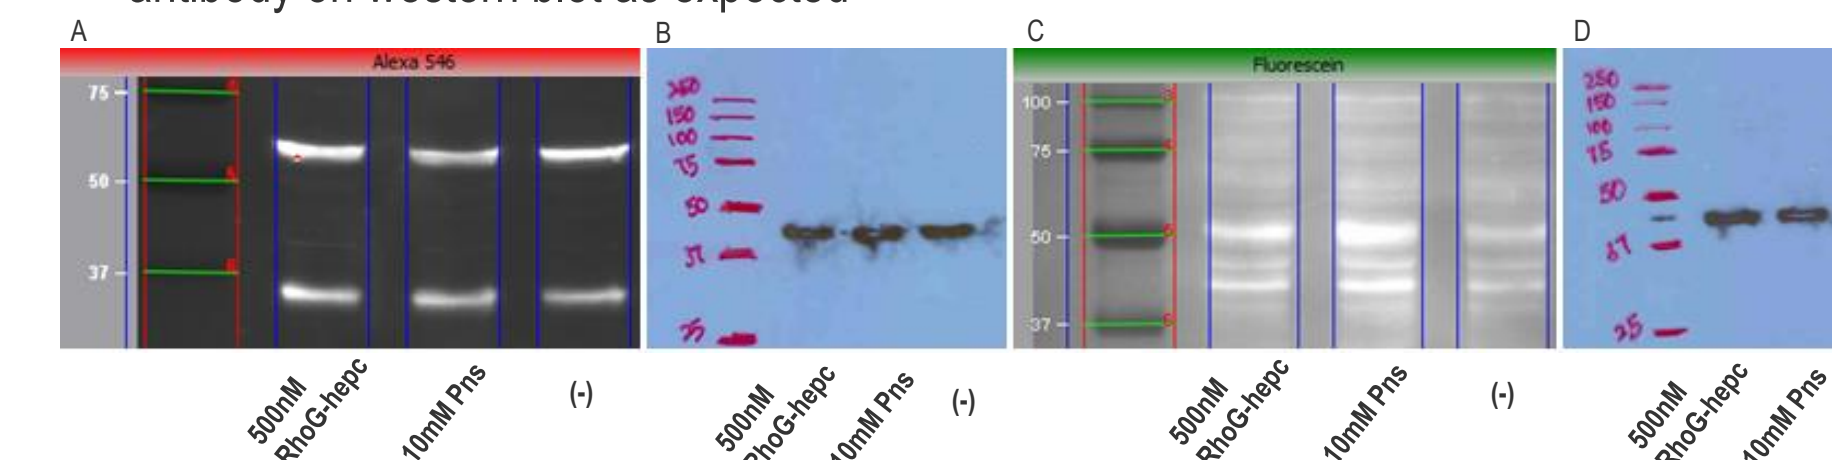 antibody on western blot as expected
A
Alexa 546
75
50
37
500nM
RhoG-hepc
10mM Pns
(-)
B
250
150
100
75
50
37
25
500nM
RhoG-hepc
10mM Pns
(-)
C
Fluorescein
100
75
50
37
500nM
RhoG-hepc
10mM Pns
(-)
D
250
150
100
75
50
37
25
500nM
RhoG-hepc
10mM Pns